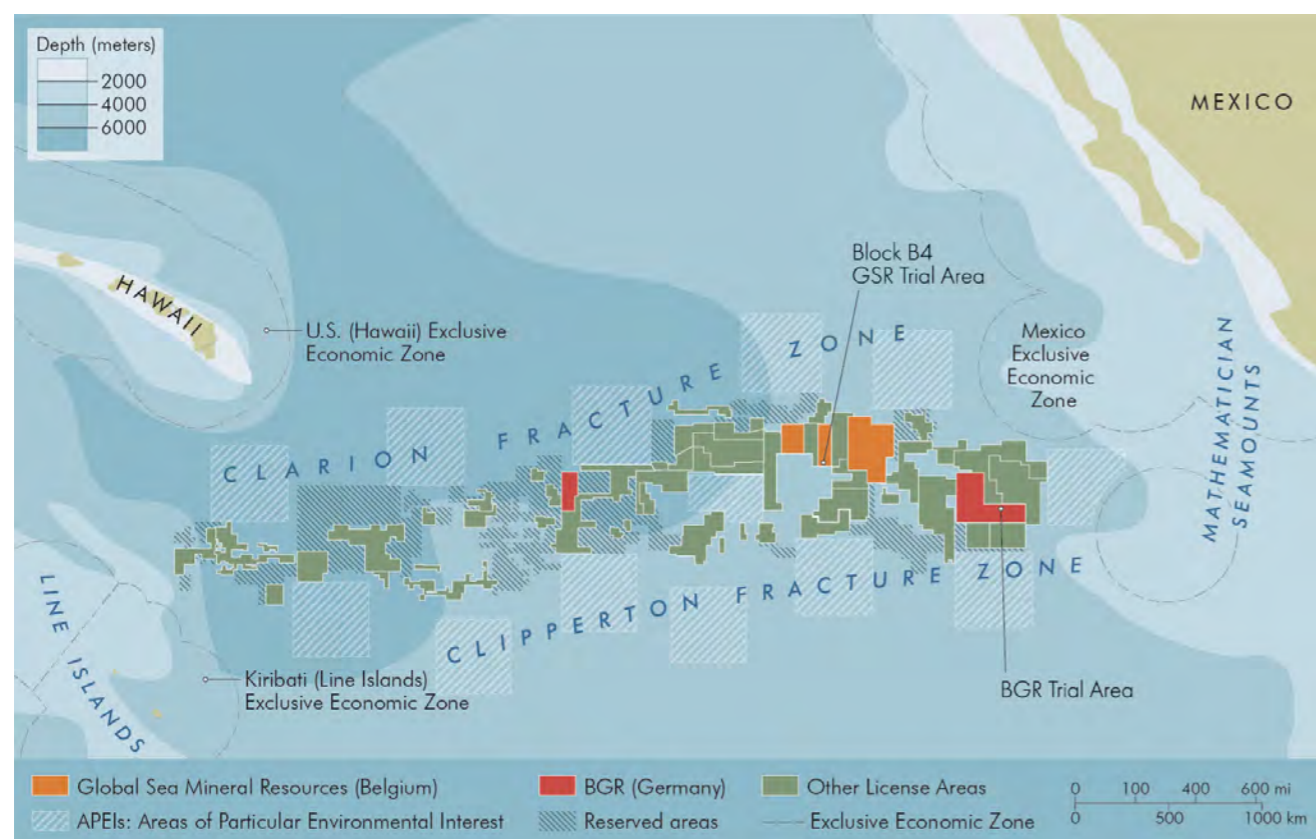 Depth (meters)
2000
4000
6000
MEXICO
HAWAII
U.S. (Hawaii) Exclusive
Economic Zone
Block B4
GSR Trial Area
Mexico
Exclusive
Economic
Zone
MATHEMATICIAN
SEAMOUNTS
CLARION FRACTURE ZONE
CLIPPERTON FRACTURE ZONE
LINE ISLANDS
Kiribati (Line Islands)
Exclusive Economic Zone
BGR Trial Area
Global Sea Mineral Resources (Belgium)
BGR (Germany)
Other License Areas
0 100 400 600 mi
APEIs: Areas of Particular Environmental Interest
Reserved areas
Exclusive Economic Zone
0 500 1000 km